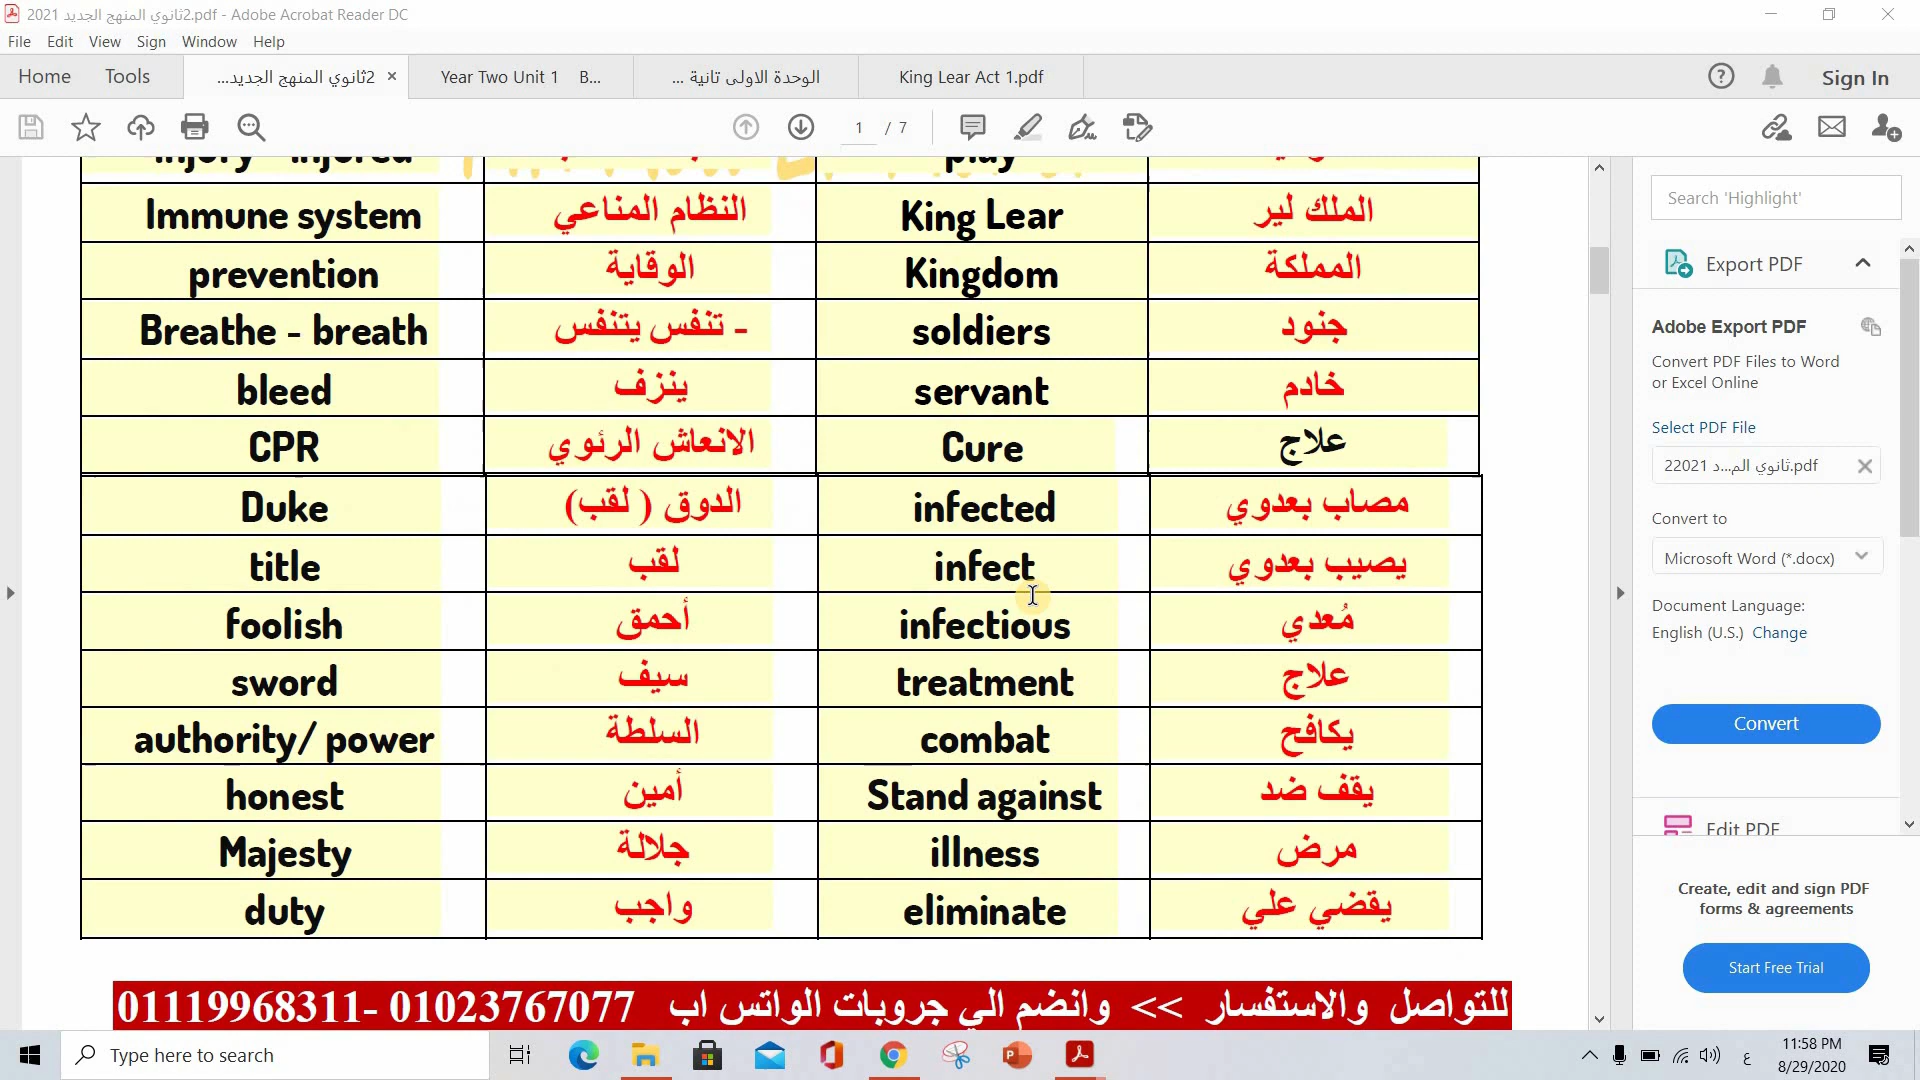 2ثانوي المنهج الجديد 2021.pdf - Adobe Acrobat Reader DC
File Edit View Sign Window Help
Home Tools 2ثانوي المنهج الجديد... × Year Two Unit 1 B... الوحدة الاولى تانية ... King Lear Act 1.pdf Sign In
1 / 7
play
Immune system النظام المناعي King Lear الملك لير
prevention الوقاية Kingdom المملكة
Breathe - breath تنفس يتنفس - soldiers جنود
bleed ينزف servant خادم
CPR الانعاش الرئوي Cure علاج
Duke الدوق ( لقب) infected مصاب بعدوي
title لقب infect يصيب بعدوي
foolish أحمق infectious مُعدي
sword سيف treatment علاج
authority/ power السلطة combat يكافح
honest أمين Stand against يقف ضد
Majesty جلالة illness مرض
duty واجب eliminate يقضي علي
للتواصل والاستفسار >> وانضم الي جروبات الواتس اب 01023767077 -01119968311
Search 'Highlight'
Export PDF
Adobe Export PDF
Convert PDF Files to Word
or Excel Online
Select PDF File
2ثانوي الم...د 2021.pdf
Convert to
Microsoft Word (*.docx)
Document Language:
English (U.S.) Change
Convert
Edit PDF
Create, edit and sign PDF
forms & agreements
Start Free Trial
Type here to search
ع
11:58 PM
8/29/2020